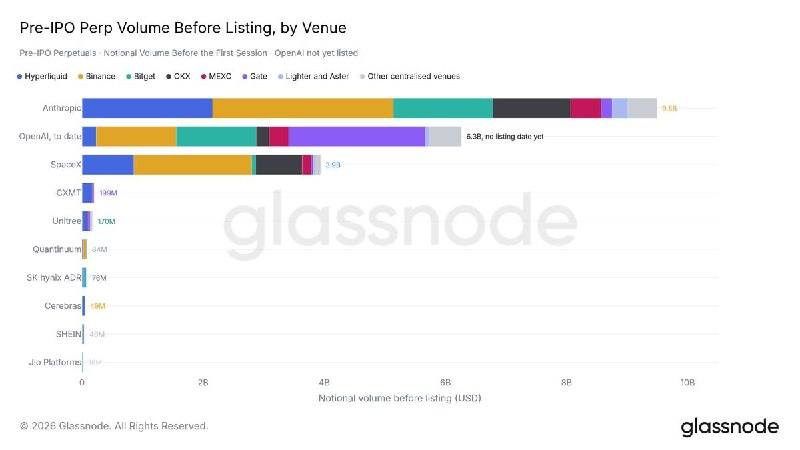 Pre-IPO Perp Volume Before Listing, by Venue
Pre-IPO Perpetuals · Notional Volume Before the First Session · OpenAI not yet listed
Hyperliquid Binance Bitget OKX MEXC Gate Lighter and Aster Other centralised venues
Anthropic 9.5B
OpenAI, to date 6.3B, no listing date yet
SpaceX 3.9B
CXMT 199M
Unitree 170M
Quantinuum 84M
SK hynix ADR 76M
Cerebras 49M
SHEIN
Jio Platforms
glassnode
0 2B 4B 6B 8B 10B
Notional volume before listing (USD)
© 2026 Glassnode. All Rights Reserved.
glassnode